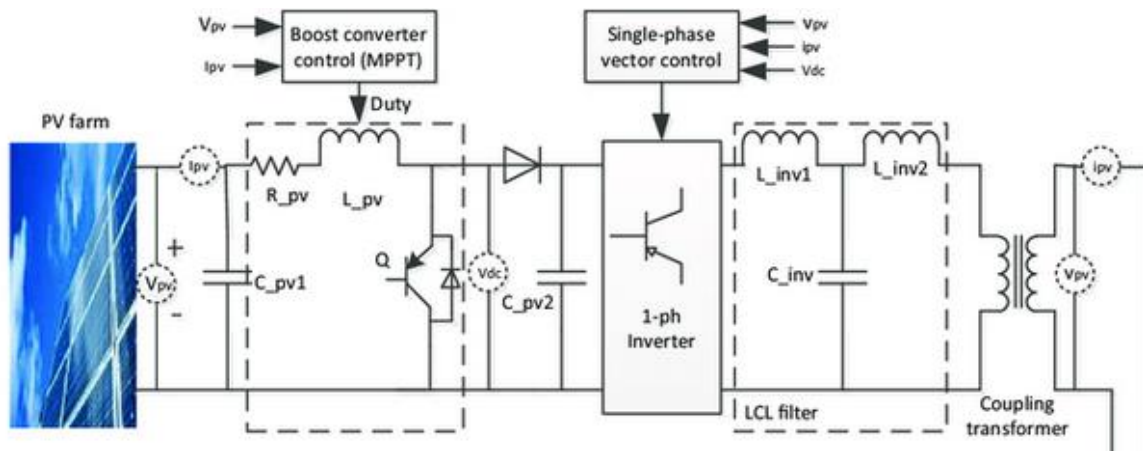 Vpv
Ipv
Boost converter
control (MPPT)
Duty
Single-phase
vector control
vpv
ipv
Vdc
PV farm
Ipv
R_pv
L_pv
+
Vpv
-
C_pv1
Q
Vdc
C_pv2
1-ph
Inverter
L_inv1
L_inv2
C_inv
LCL filter
ipv
vpv
Coupling
transformer